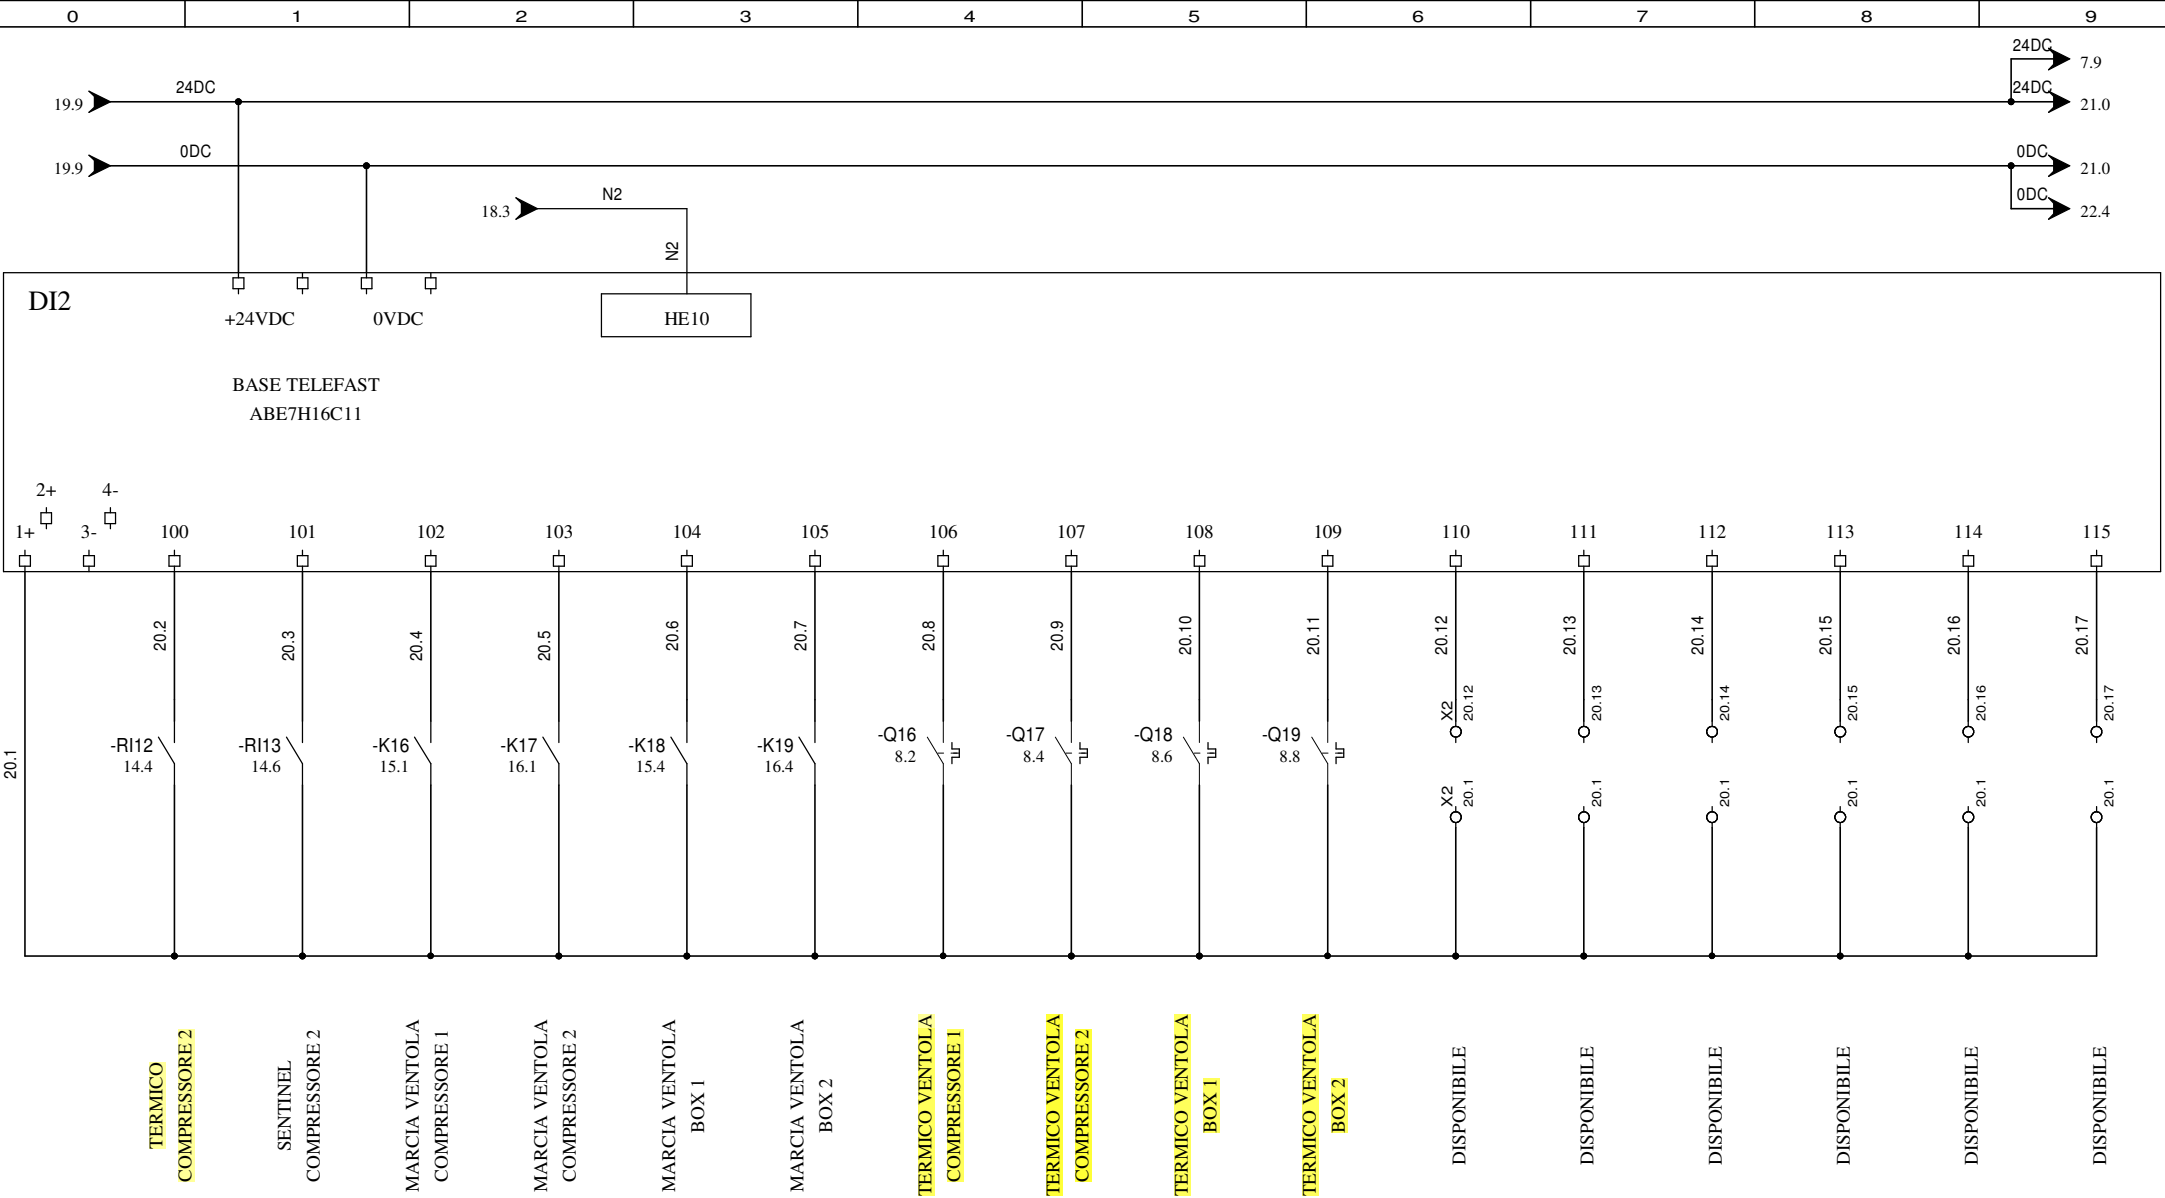 0 1 2 3 4 5 6 7 8 9
24DC 7.9
19.9 24DC 24DC 21.0
19.9 0DC 0DC 21.0
18.3 N2 0DC 22.4
N2
DI2
+24VDC 0VDC HE10
BASE TELEFAST
ABE7H16C11
2+ 4-
1+ 3- 100 101 102 103 104 105 106 107 108 109 110 111 112 113 114 115
20.2 20.3 20.4 20.5 20.6 20.7 20.8 20.9 20.10 20.11 20.12 20.13 20.14 20.15 20.16 20.17
X2 20.12 20.13 20.14 20.15 20.16 20.17
20.1
-RI12 -RI13 -K16 -K17 -K18 -K19 -Q16 -Q17 -Q18 -Q19
14.4 14.6 15.1 16.1 15.4 16.4 8.2 8.4 8.6 8.8
X2 20.1 20.1 20.1 20.1 20.1 20.1
TERMICO
COMPRESSORE 2
SENTINEL
COMPRESSORE 2
MARCIA VENTOLA
COMPRESSORE 1
MARCIA VENTOLA
COMPRESSORE 2
MARCIA VENTOLA
BOX 1
MARCIA VENTOLA
BOX 2
TERMICO VENTOLA
COMPRESSORE 1
TERMICO VENTOLA
COMPRESSORE 2
TERMICO VENTOLA
BOX 1
TERMICO VENTOLA
BOX 2
DISPONIBILE
DISPONIBILE
DISPONIBILE
DISPONIBILE
DISPONIBILE
DISPONIBILE